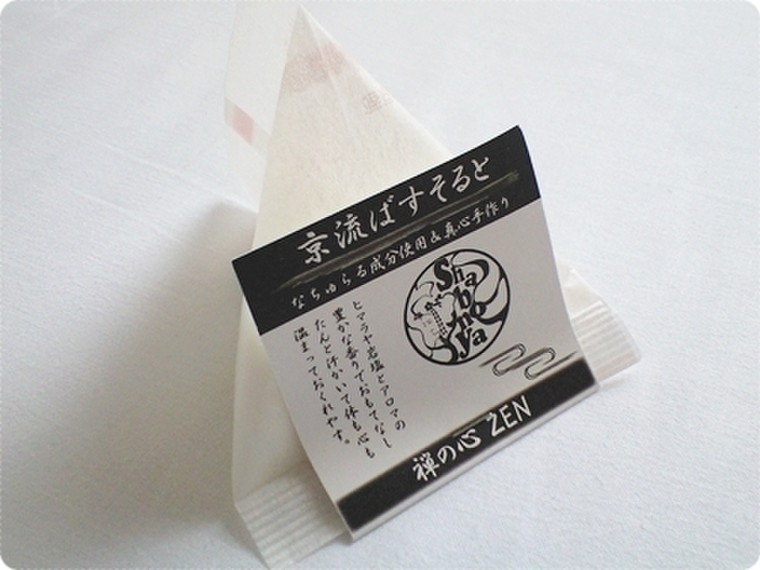 京流ばすそると
なちゅらる成分使用&真心手作り
Shabonya
ヒマラヤ岩塩とアロマの
豊かな香りでおもてなし
たんと汗かいて体も心も
温まっておくれやす。
禅の心 ZEN